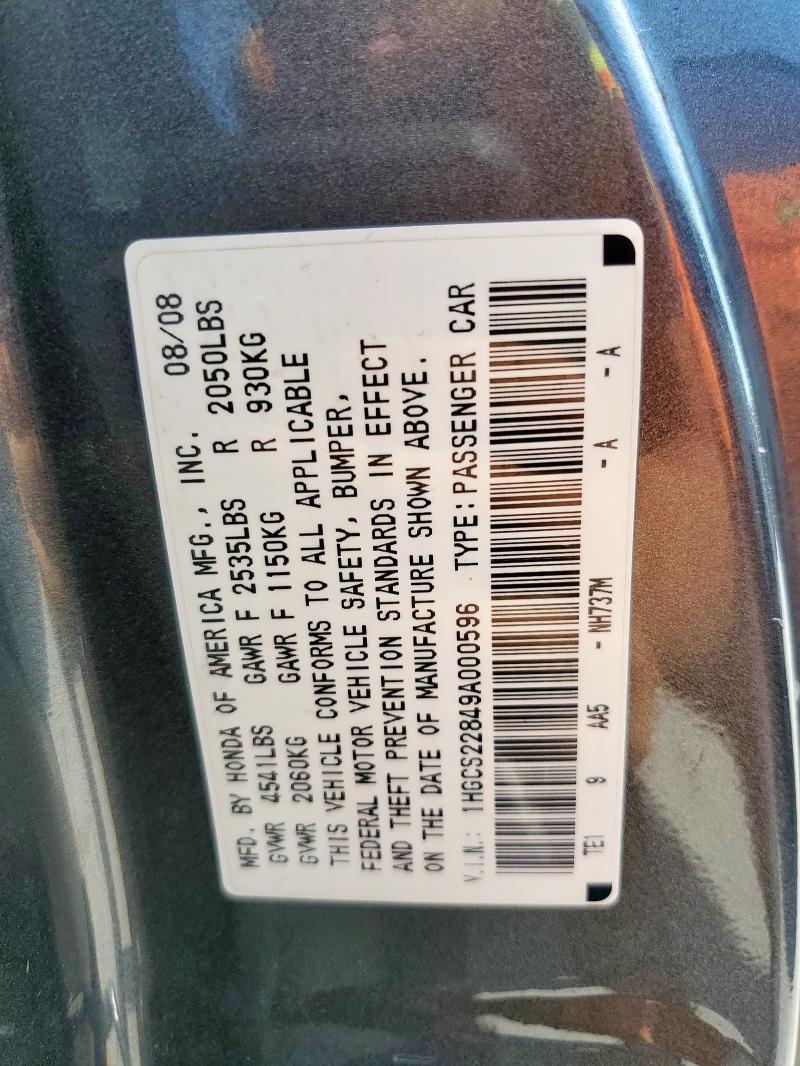 MFD. BY HONDA OF AMERICA MFG., INC. 08/08
GVWR 4541LBS GAWR F 2535LBS R 2050LBS
GVWR 2060KG GAWR F 1150KG R 930KG
THIS VEHICLE CONFORMS TO ALL APPLICABLE
FEDERAL MOTOR VEHICLE SAFETY, BUMPER,
AND THEFT PREVENTION STANDARDS IN EFFECT
ON THE DATE OF MANUFACTURE SHOWN ABOVE.
V.I.N.: 1HGCS22849A000596 TYPE:PASSENGER CAR
TE1 9 AA5 - NH737M - A - A